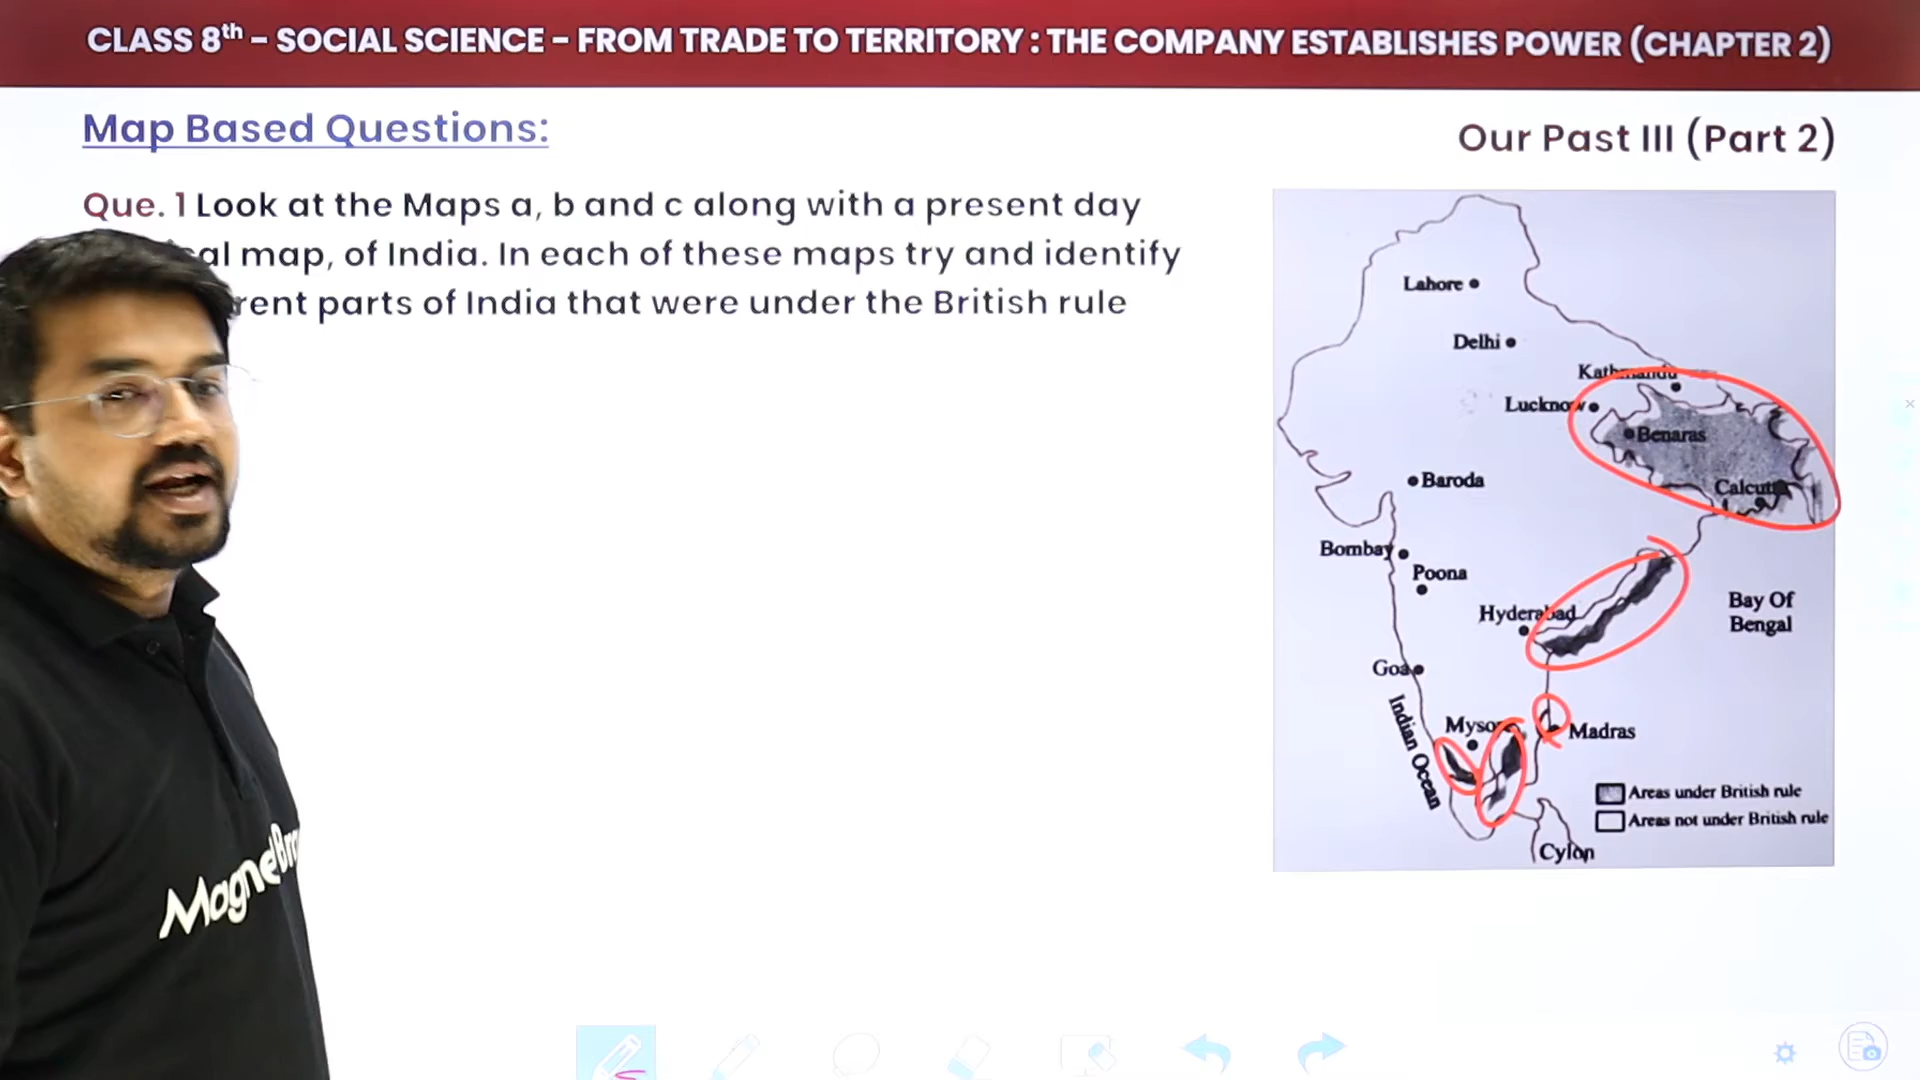 CLASS 8th - SOCIAL SCIENCE - FROM TRADE TO TERRITORY : THE COMPANY ESTABLISHES POWER (CHAPTER 2)
Map Based Questions:
Our Past III (Part 2)
Que. 1 Look at the Maps a, b and c along with a present day
map, of India. In each of these maps try and identify
parts of India that were under the British rule
Lahore
Delhi
Kathmandu
Lucknow
Benaras
Calcutta
Baroda
Bombay
Poona
Hyderabad
Bay Of
Bengal
Goa
Indian Ocean
Mysore
Madras
Areas under British rule
Areas not under British rule
Cylon